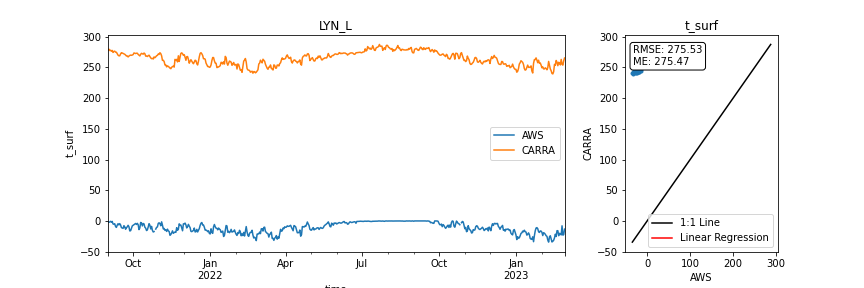 LYN_L
t_surf
300
250
200
150
100
50
0
−50
t_surf
AWS
CARRA
Oct
Jan
2022
Apr
Jul
Oct
Jan
2023
time
t_surf
RMSE: 275.53
ME: 275.47
300
250
200
150
100
50
0
−50
CARRA
1:1 Line
Linear Regression
0
100
200
300
AWS